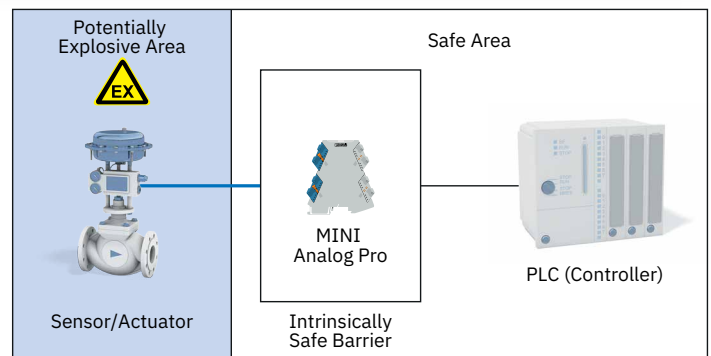 Potentially
Explosive Area
EX
Safe Area
MINI
Analog Pro
PLC (Controller)
Sensor/Actuator
Intrinsically
Safe Barrier